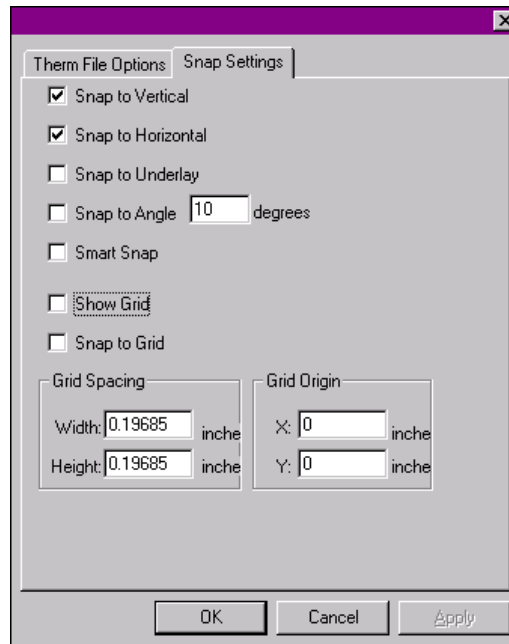 Therm File Options Snap Settings
Snap to Vertical
Snap to Horizontal
Snap to Underlay
Snap to Angle 10 degrees
Smart Snap
Show Grid
Snap to Grid
Grid Spacing Grid Origin
Width: 0.19685 inche X: 0 inche
Height: 0.19685 inche Y: 0 inche
OK Cancel Apply